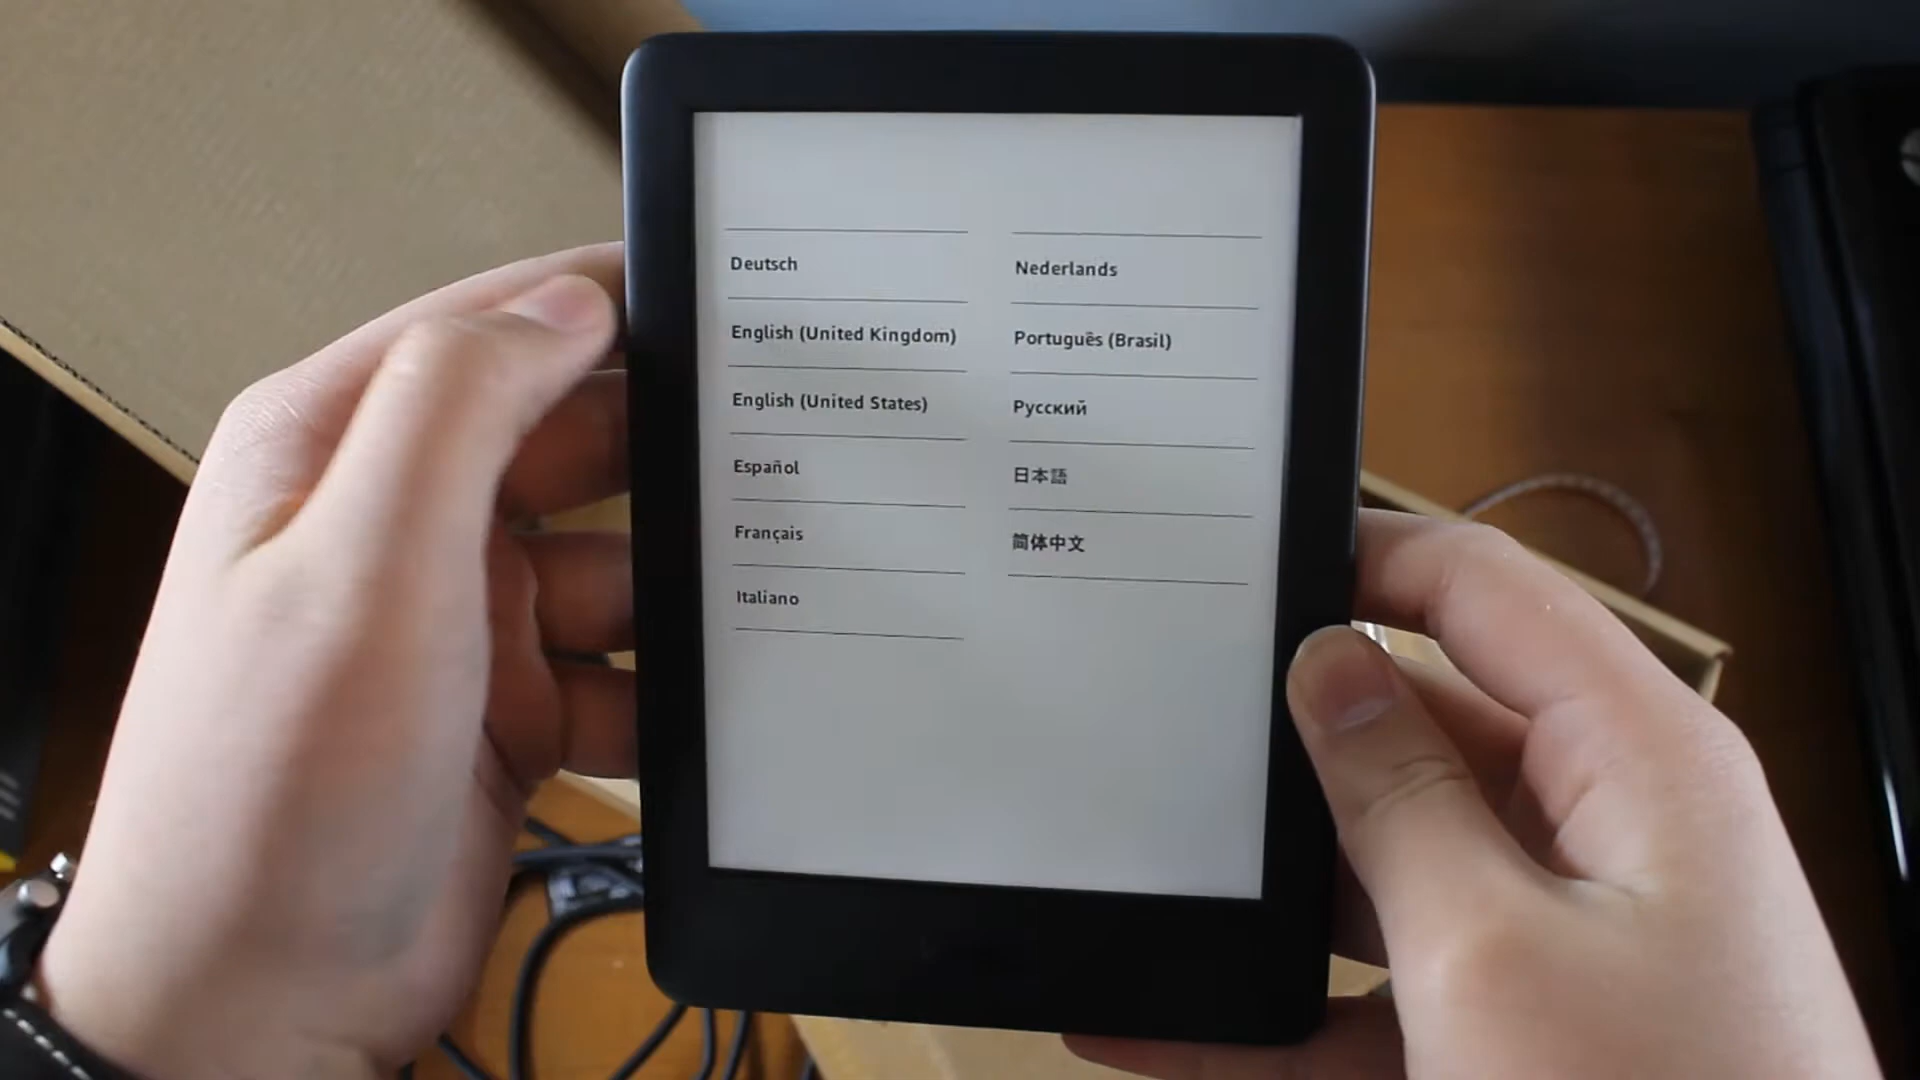 Deutsch
English (United Kingdom)
English (United States)
Español
Français
Italiano
Nederlands
Português (Brasil)
Русский
日本語
简体中文